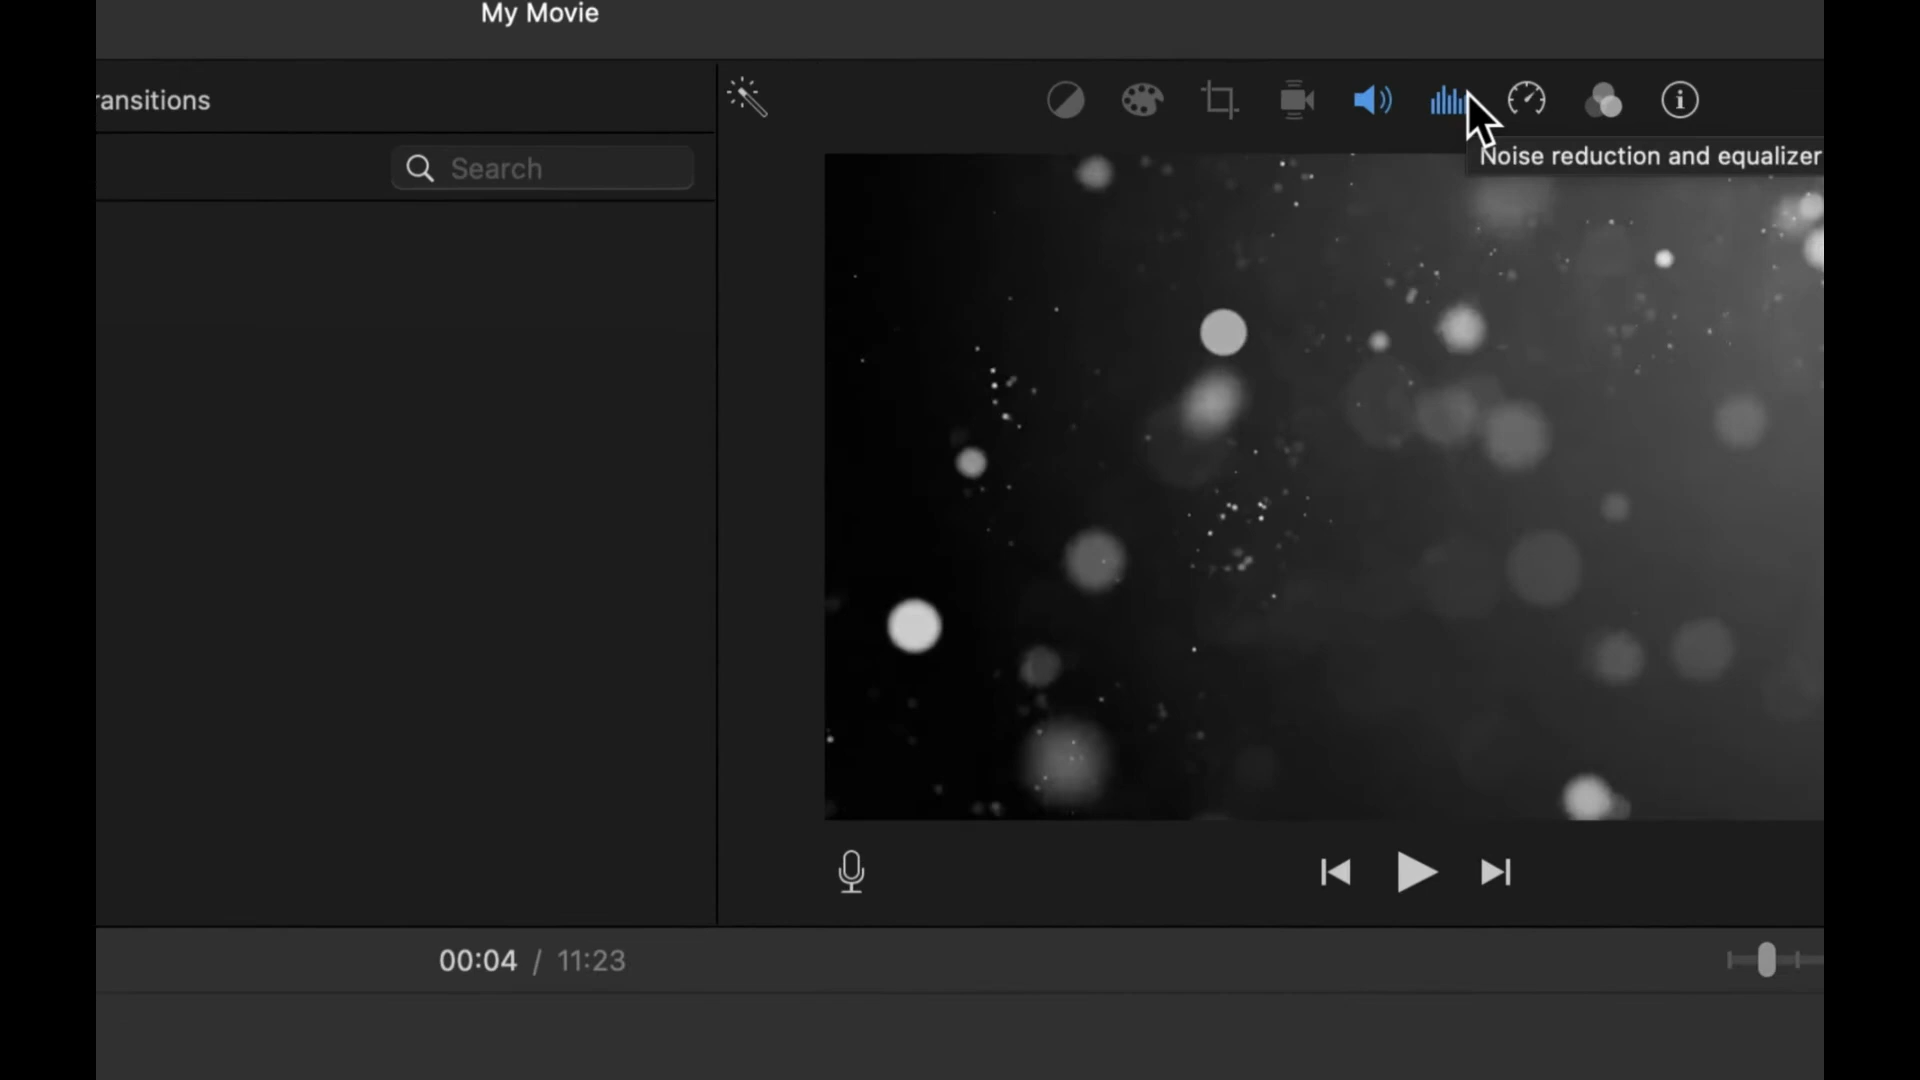 My Movie
ransitions
Search
Noise reduction and equalizer
00:04 / 11:23